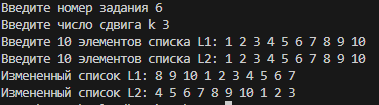 Введите номер задания 6
Введите число сдвига k 3
Введите 10 элементов списка L1: 1 2 3 4 5 6 7 8 9 10
Введите 10 элементов списка L2: 1 2 3 4 5 6 7 8 9 10
Измененный список L1: 8 9 10 1 2 3 4 5 6 7
Измененный список L2: 4 5 6 7 8 9 10 1 2 3